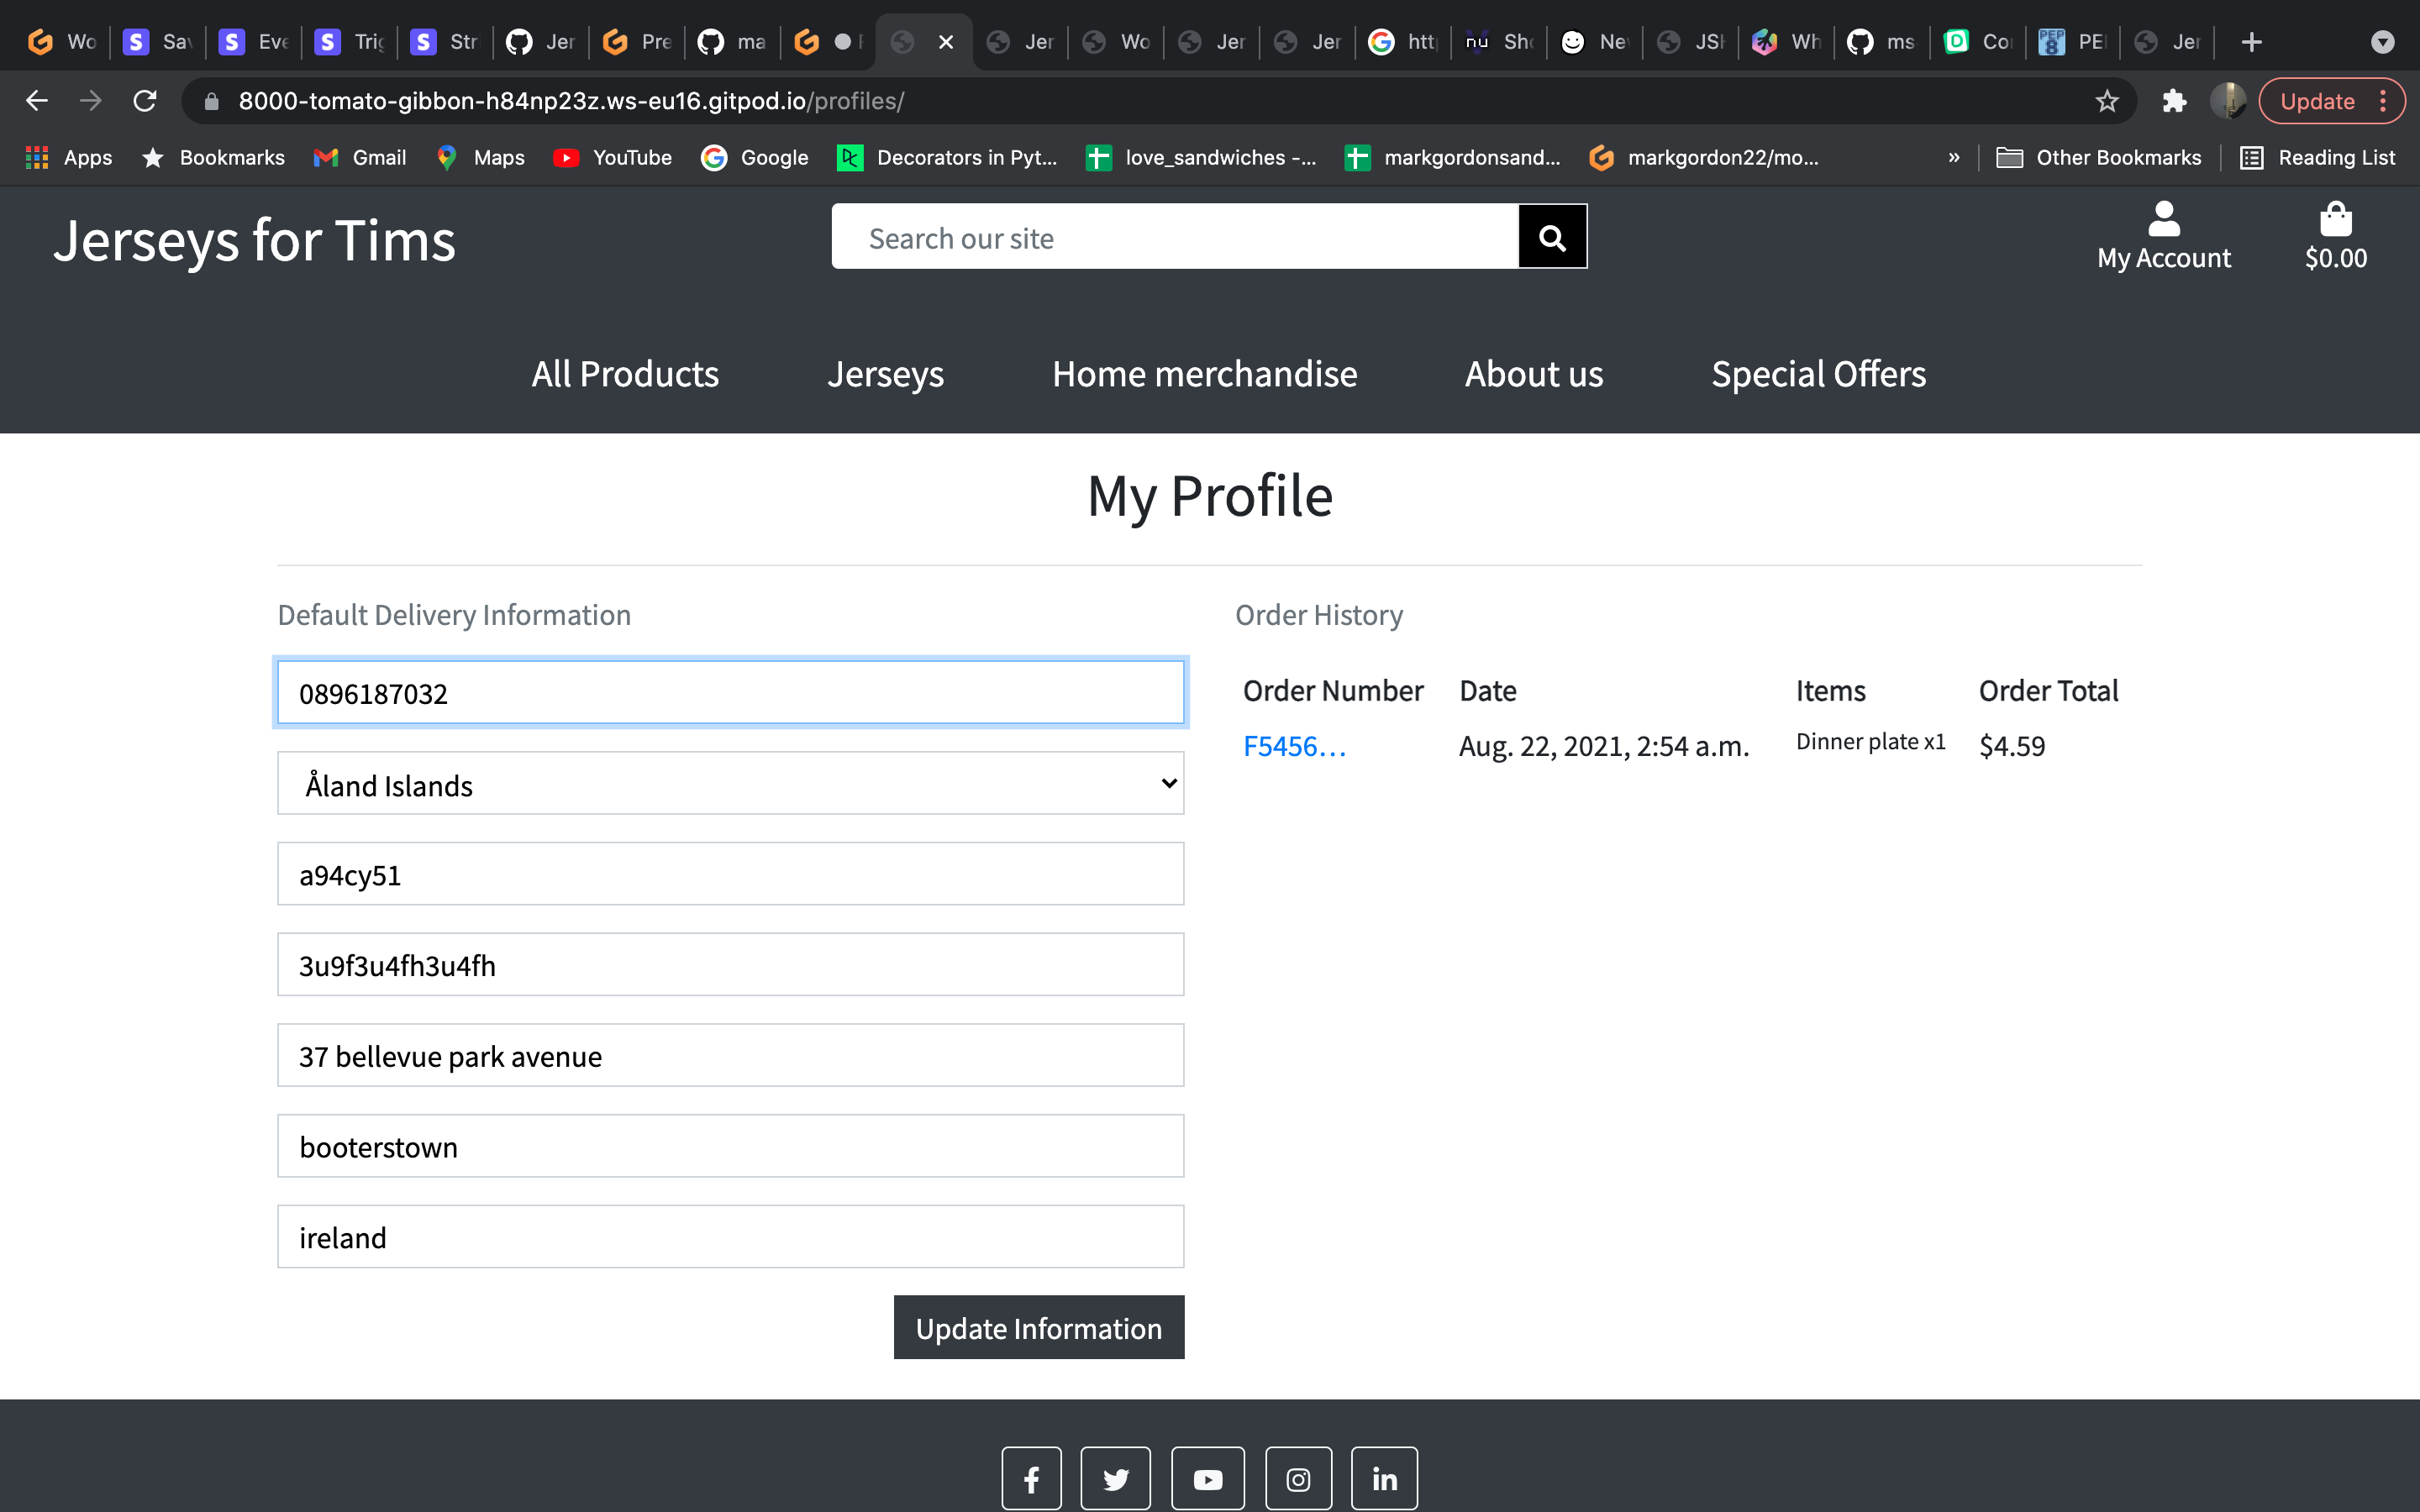 Wo Sav Eve Trig Str Jer Pre ma Jer Wo Jer Jer htt Sho Ne JSH Wh ms Co PE Jer
8000-tomato-gibbon-h84np23z.ws-eu16.gitpod.io/profiles/ Update
Apps Bookmarks Gmail Maps YouTube Google Decorators in Pyt... love_sandwiches -... markgordonsand... markgordon22/mo... » Other Bookmarks Reading List
Jerseys for Tims
Search our site
My Account
$0.00
All Products Jerseys Home merchandise About us Special Offers
My Profile
Default Delivery Information
0896187032
Åland Islands
a94cy51
3u9f3u4fh3u4fh
37 bellevue park avenue
booterstown
ireland
Update Information
Order History
Order Number Date Items Order Total
F5456... Aug. 22, 2021, 2:54 a.m. Dinner plate x1 $4.59